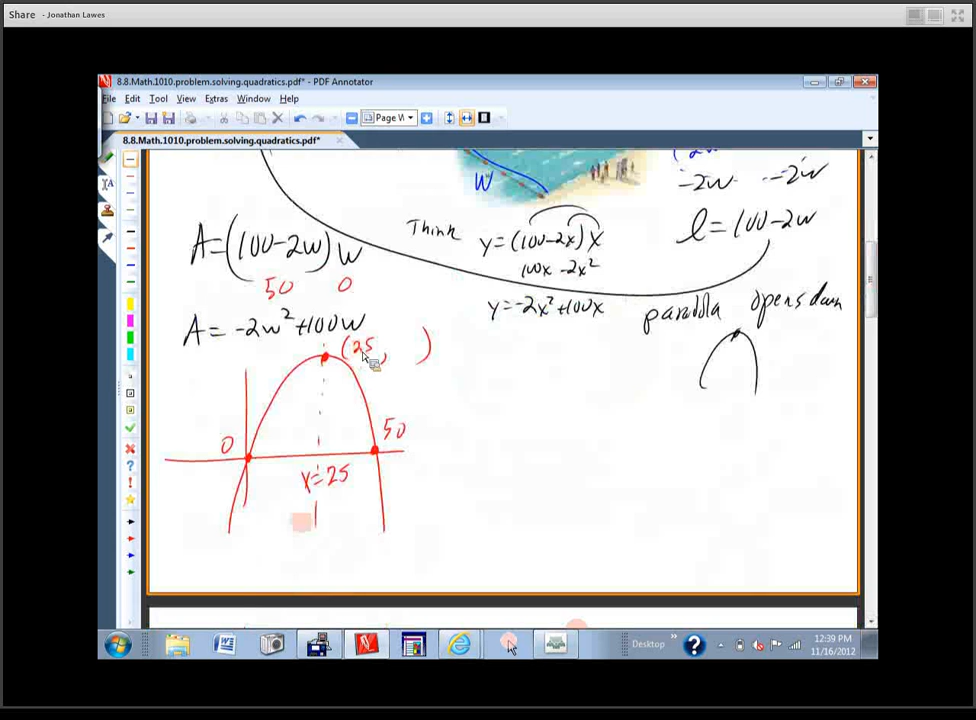 Share - Jonathan Lawes
8.8.Math.1010.problem.solving.quadratics.pdf* - PDF Annotator
File Edit Tool View Extras Window Help
Page W
8.8.Math.1010.problem.solving.quadratics.pdf*
W
-2w -2w
l=100-2w
A=(100-2w)w
50 0
Think y=(100-2x)x
100x -2x²
y=-2x²+100x
parabola opens down
A=-2w²+100w
(25, )
0
50
x=25
Desktop
12:39 PM
11/16/2012